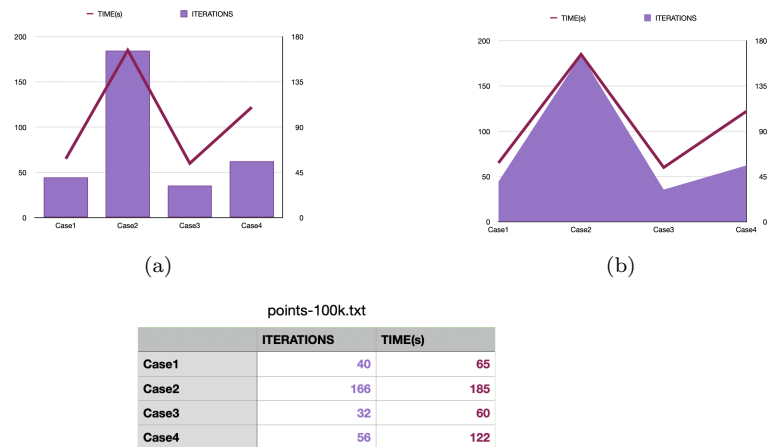 TIME(s) ITERATIONS
200 180
150 135
100 90
50 45
0 0
Case1 Case2 Case3 Case4
(a)
TIME(s) ITERATIONS
200 180
150 135
100 90
50 45
0 0
Case1 Case2 Case3 Case4
(b)
points-100k.txt
ITERATIONS TIME(s)
Case1 40 65
Case2 166 185
Case3 32 60
Case4 56 122